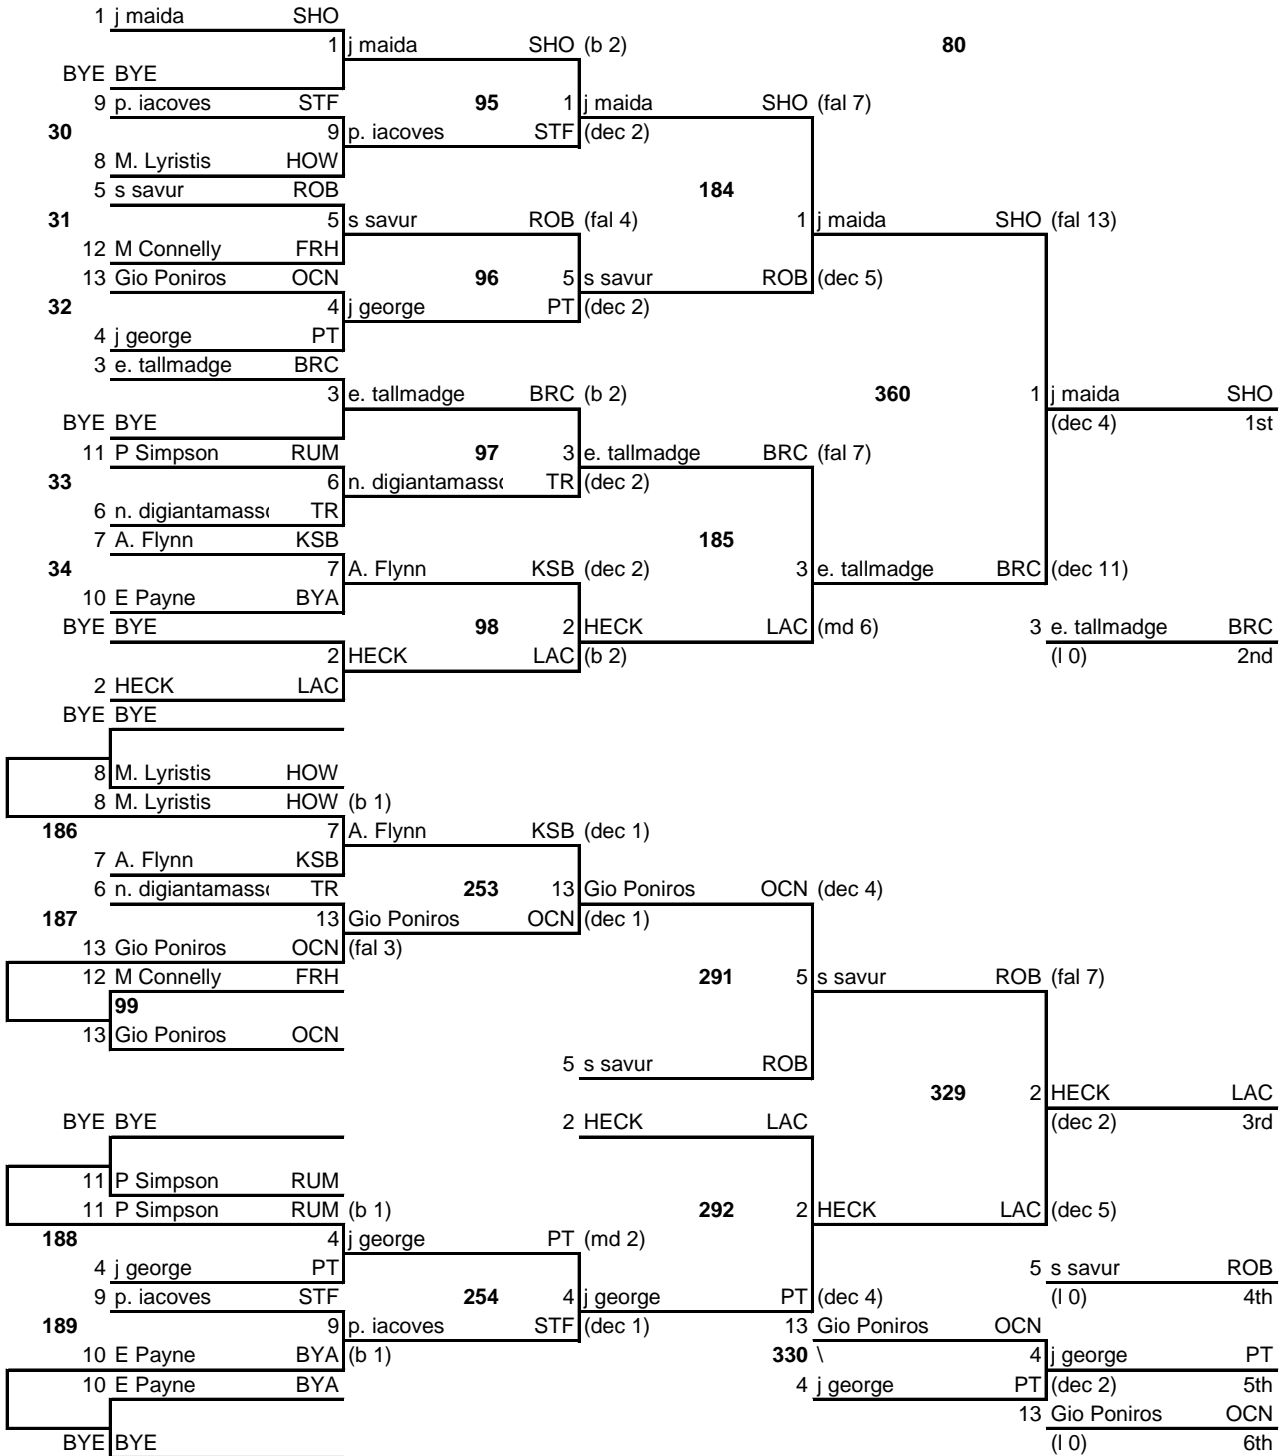 1 j maida SHO
1 j maida SHO (b 2) 80
BYE BYE
9 p. iacoves STF 95 1 j maida SHO (fal 7)
30 9 p. iacoves STF (dec 2)
8 M. Lyristis HOW
5 s savur ROB 184
31 5 s savur ROB (fal 4) 1 j maida SHO (fal 13)
12 M Connelly FRH
13 Gio Poniros OCN 96 5 s savur ROB (dec 5)
32 4 j george PT (dec 2)
4 j george PT
3 e. tallmadge BRC
3 e. tallmadge BRC (b 2) 360 1 j maida SHO
BYE BYE (dec 4) 1st
11 P Simpson RUM 97 3 e. tallmadge BRC (fal 7)
33 6 n. digiantamass TR (dec 2)
6 n. digiantamass TR
7 A. Flynn KSB 185
34 7 A. Flynn KSB (dec 2) 3 e. tallmadge BRC (dec 11)
10 E Payne BYA
BYE BYE 98 2 HECK LAC (md 6) 3 e. tallmadge BRC
2 HECK LAC (b 2) (l 0) 2nd
2 HECK LAC
BYE BYE
8 M. Lyristis HOW
8 M. Lyristis HOW (b 1)
186 7 A. Flynn KSB (dec 1)
7 A. Flynn KSB
6 n. digiantamass TR 253 13 Gio Poniros OCN (dec 4)
187 13 Gio Poniros OCN (dec 1)
13 Gio Poniros OCN (fal 3)
12 M Connelly FRH 291 5 s savur ROB (fal 7)
99
13 Gio Poniros OCN
5 s savur ROB
329 2 HECK LAC
BYE BYE 2 HECK LAC (dec 2) 3rd
11 P Simpson RUM
11 P Simpson RUM (b 1) 292 2 HECK LAC (dec 5)
188 4 j george PT (md 2)
4 j george PT 5 s savur ROB
9 p. iacoves STF 254 4 j george PT (dec 4) (l 0) 4th
189 9 p. iacoves STF (dec 1) 13 Gio Poniros OCN
10 E Payne BYA (b 1) 330 \ 4 j george PT
10 E Payne BYA 4 j george PT (dec 2) 5th
13 Gio Poniros OCN
BYE BYE (l 0) 6th